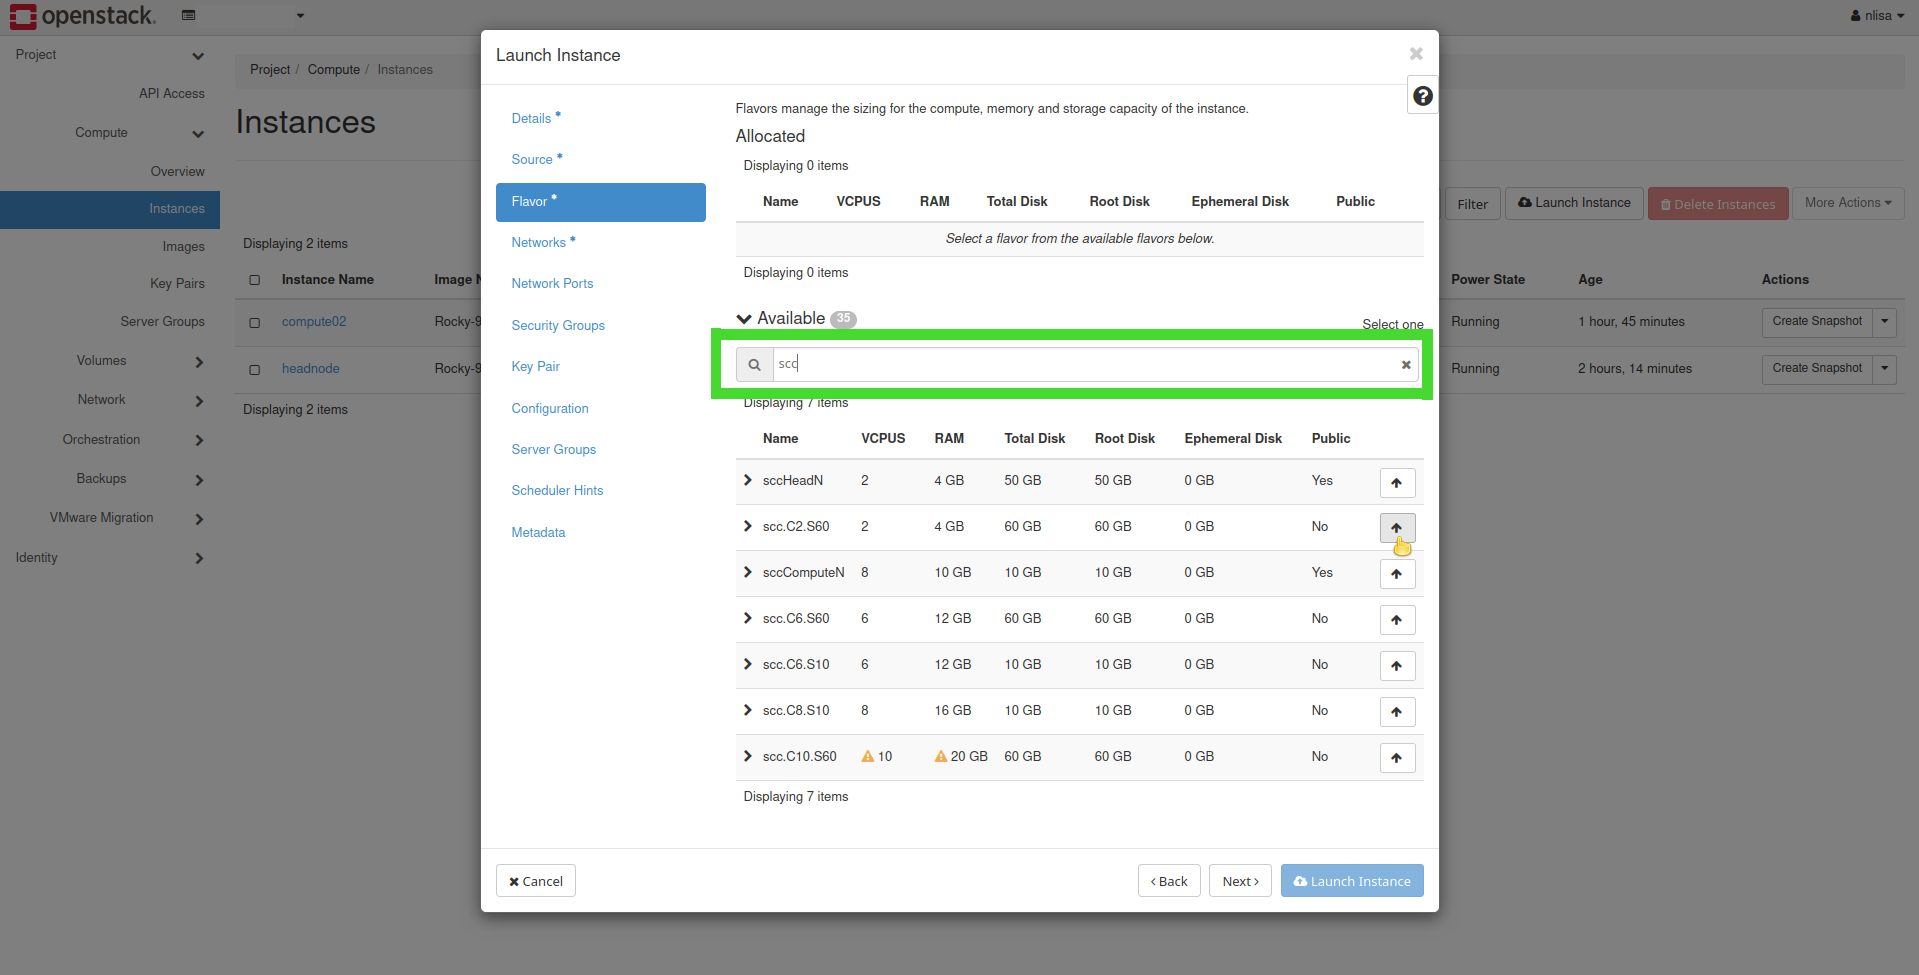 openstack.
nlisa
Project
API Access
Compute
Overview
Instances
Images
Key Pairs
Server Groups
Volumes
Network
Orchestration
Backups
VMware Migration
Identity
Project / Compute / Instances
Instances
Filter
Launch Instance
Delete Instances
More Actions
Displaying 2 items
Instance Name
Image N
Power State
Age
Actions
compute02
Rocky-9
Running
1 hour, 45 minutes
Create Snapshot
headnode
Rocky-9
Running
2 hours, 14 minutes
Create Snapshot
Displaying 2 items
Launch Instance
Details *
Source *
Flavor *
Networks *
Network Ports
Security Groups
Key Pair
Configuration
Server Groups
Scheduler Hints
Metadata
Flavors manage the sizing for the compute, memory and storage capacity of the instance.
Allocated
Displaying 0 items
Name VCPUS RAM Total Disk Root Disk Ephemeral Disk Public
Select a flavor from the available flavors below.
Displaying 0 items
Available 35
Select one
scc
Displaying 7 items
Name VCPUS RAM Total Disk Root Disk Ephemeral Disk Public
sccHeadN 2 4 GB 50 GB 50 GB 0 GB Yes
scc.C2.S60 2 4 GB 60 GB 60 GB 0 GB No
sccComputeN 8 10 GB 10 GB 10 GB 0 GB Yes
scc.C6.S60 6 12 GB 60 GB 60 GB 0 GB No
scc.C6.S10 6 12 GB 10 GB 10 GB 0 GB No
scc.C8.S10 8 16 GB 10 GB 10 GB 0 GB No
scc.C10.S60 10 20 GB 60 GB 60 GB 0 GB No
Displaying 7 items
Cancel
Back
Next
Launch Instance